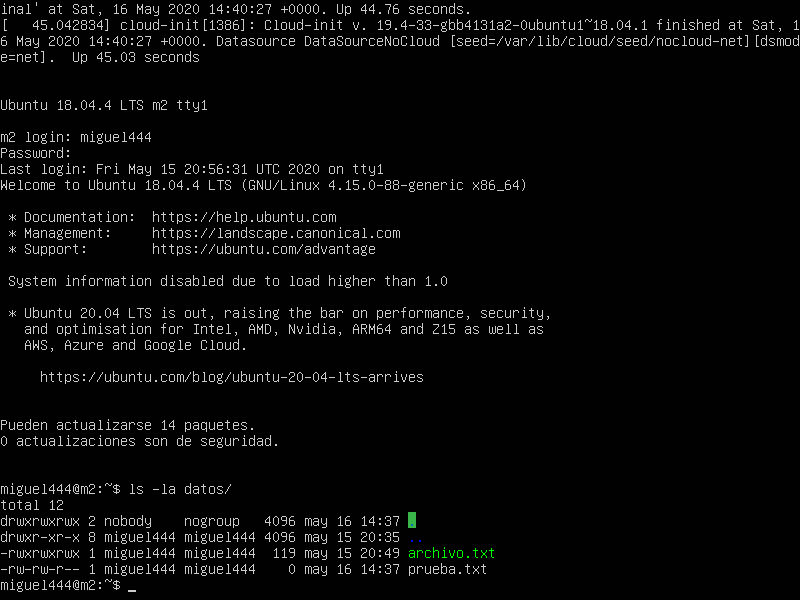 inal' at Sat, 16 May 2020 14:40:27 +0000. Up 44.76 seconds.
[   45.042834] cloud-init[1386]: Cloud-init v. 19.4-33-gbb4131a2-0ubuntu1~18.04.1 finished at Sat, 1
6 May 2020 14:40:27 +0000. Datasource DataSourceNoCloud [seed=/var/lib/cloud/seed/nocloud-net][dsmod
e=net].  Up 45.03 seconds
Ubuntu 18.04.4 LTS m2 tty1
m2 login: miguel444
Password:
Last login: Fri May 15 20:56:31 UTC 2020 on tty1
Welcome to Ubuntu 18.04.4 LTS (GNU/Linux 4.15.0-88-generic x86_64)
 * Documentation:  https://help.ubuntu.com
 * Management:     https://landscape.canonical.com
 * Support:        https://ubuntu.com/advantage
 System information disabled due to load higher than 1.0
 * Ubuntu 20.04 LTS is out, raising the bar on performance, security,
   and optimisation for Intel, AMD, Nvidia, ARM64 and Z15 as well as
   AWS, Azure and Google Cloud.
     https://ubuntu.com/blog/ubuntu-20-04-lts-arrives
Pueden actualizarse 14 paquetes.
0 actualizaciones son de seguridad.
miguel444@m2:~$ ls -la datos/
total 12
drwxrwxrwx 2 nobody    nogroup   4096 may 16 14:37 .
drwxr-xr-x 8 miguel444 miguel444 4096 may 15 20:35 ..
-rwxrwxrwx 1 miguel444 miguel444  119 may 15 20:49 archivo.txt
-rw-rw-r-- 1 miguel444 miguel444    0 may 16 14:37 prueba.txt
miguel444@m2:~$ _